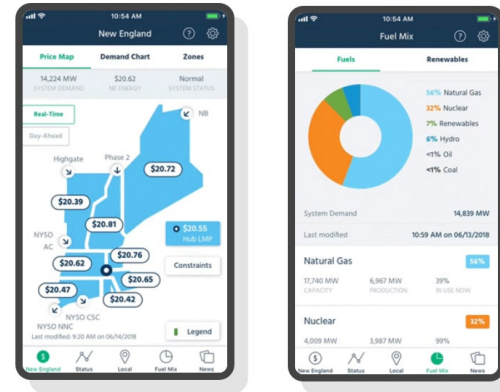 10:54 AM
New England
?
Price Map Demand Chart Zones
14,224 MW $20.62 Normal
SYSTEM DEMAND NE ENERGY SYSTEM STATUS
Real-Time
NB
Day-Ahead
Highgate Phase 2
$20.72
$20.39
$20.81
$20.55
Hub LMP
NYSO
AC
$20.76
$20.62
Constraints
$20.65
$20.47
$20.42
NYSO CSC
NYSO NNC
Last modified: 9:20 AM on 06/14/2018
Legend
$
New England Status Local Fuel Mix News
10:54 AM
Fuel Mix
?
Fuels Renewables
56% Natural Gas
32% Nuclear
7% Renewables
6% Hydro
<1% Oil
<1% Coal
System Demand 14,839 MW
Last modified 10:59 AM on 06/13/2018
Natural Gas 56%
17,740 MW 6,967 MW 39%
CAPACITY PRODUCTION IN USE NOW
Nuclear 32%
4,009 MW 3,987 MW 99%
$
New England Status Local Fuel Mix News